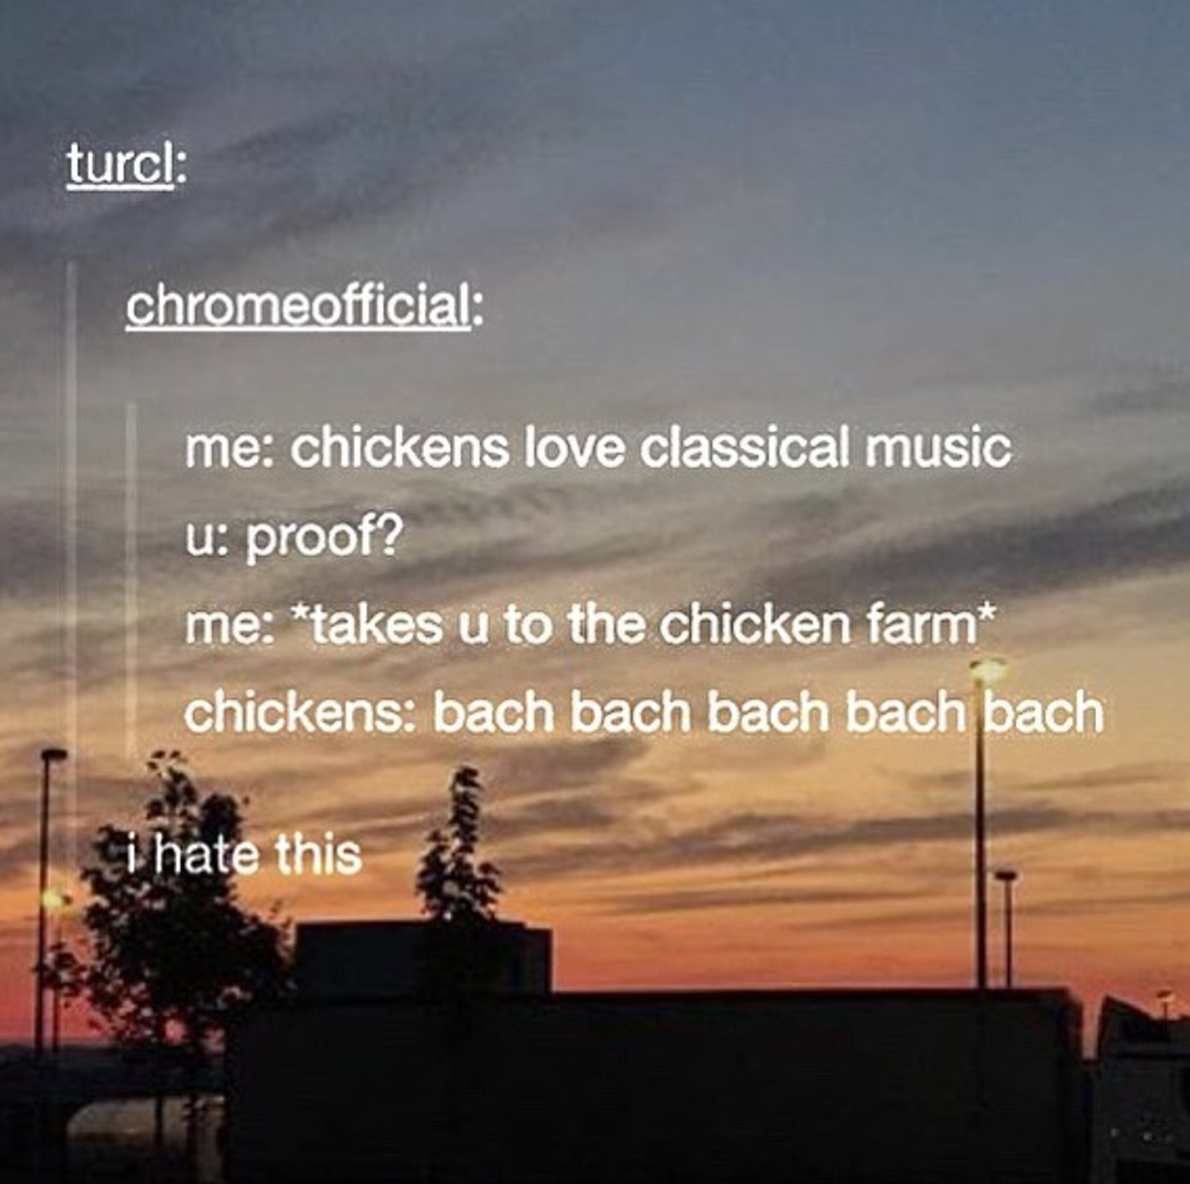 turcl:
chromeofficial:
me: chickens love classical music
u: proof?
me: *takes u to the chicken farm*
chickens: bach bach bach bach bach
i hate this